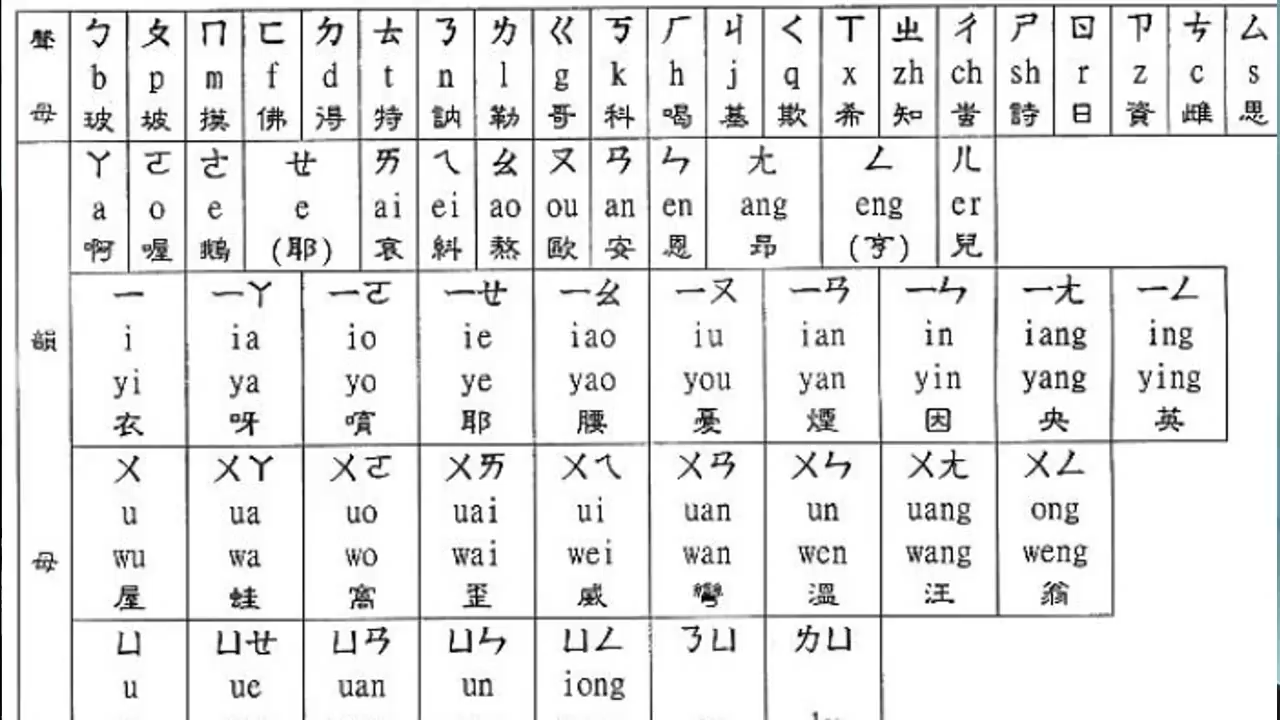 聲 ㄅ ㄆ ㄇ ㄈ ㄉ ㄊ ㄋ ㄌ ㄍ ㄎ ㄏ ㄐ ㄑ ㄒ ㄓ ㄔ ㄕ ㄖ ㄗ ㄘ ㄙ
b p m f d t n l g k h j q x zh ch sh r z c s
母 玻 坡 摸 佛 得 特 訥 勒 哥 科 喝 基 欺 希 知 蚩 詩 日 資 雌 思
ㄚ ㄛ ㄜ ㄝ ㄞ ㄟ ㄠ ㄡ ㄢ ㄣ ㄤ ㄥ ㄦ
a o e e ai ei ao ou an en ang eng er
啊 喔 鵝 (耶) 哀 熬 歐 安 恩 昂 (亨) 兒
ㄧ ㄧㄚ ㄧㄛ ㄧㄝ ㄧㄠ ㄧㄡ ㄧㄢ ㄧㄣ ㄧㄤ ㄧㄥ
韻 i ia io ie iao iu ian in iang ing
yi ya yo ye yao you yan yin yang ying
衣 呀 唷 耶 腰 憂 煙 因 央 英
ㄨ ㄨㄚ ㄨㄛ ㄨㄞ ㄨㄟ ㄨㄢ ㄨㄣ ㄨㄤ ㄨㄥ
u ua uo uai ui uan un uang ong
母 wu wa wo wai wei wan wen wang weng
屋 蛙 窩 歪 威 彎 溫 汪 翁
ㄩ ㄩㄝ ㄩㄢ ㄩㄣ ㄩㄥ ㄋㄩ ㄌㄩ
u ue uan un iong